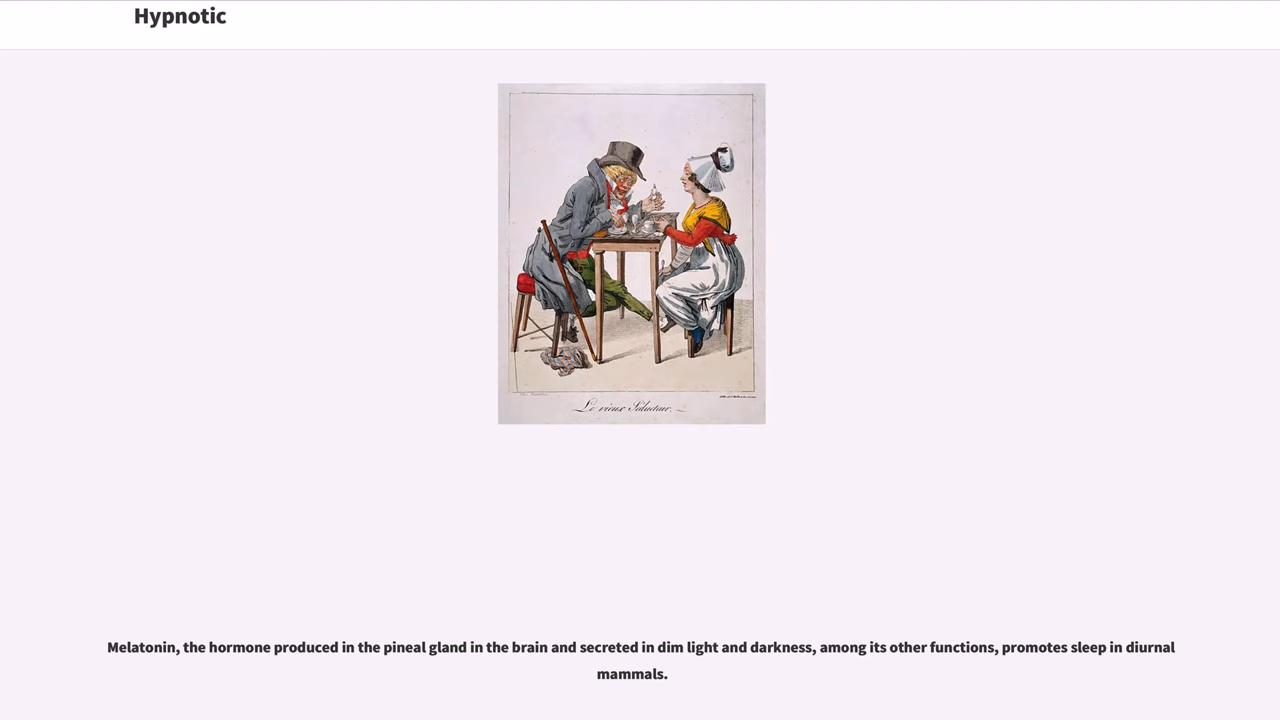 Hypnotic
Le vieux Séducteur.
Melatonin, the hormone produced in the pineal gland in the brain and secreted in dim light and darkness, among its other functions, promotes sleep in diurnal
mammals.